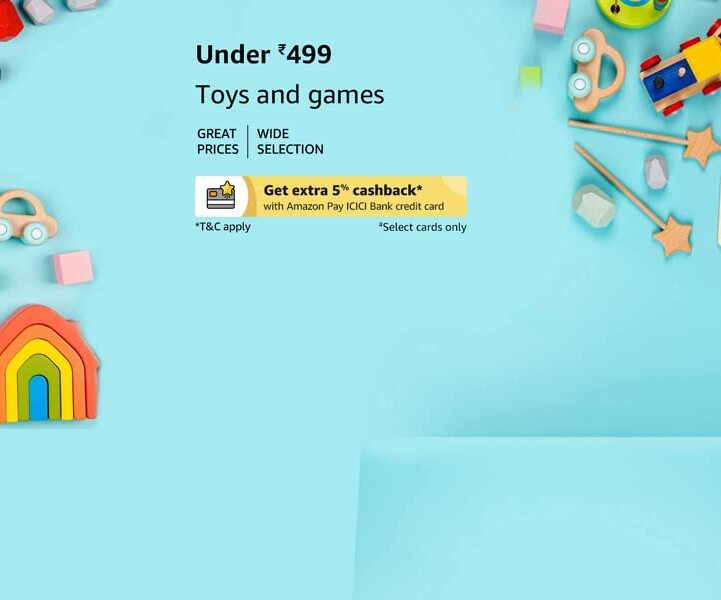 Under ₹499
Toys and games
GREAT PRICES | WIDE SELECTION
Get extra 5% cashback*
with Amazon Pay ICICI Bank credit card
*T&C apply
#Select cards only